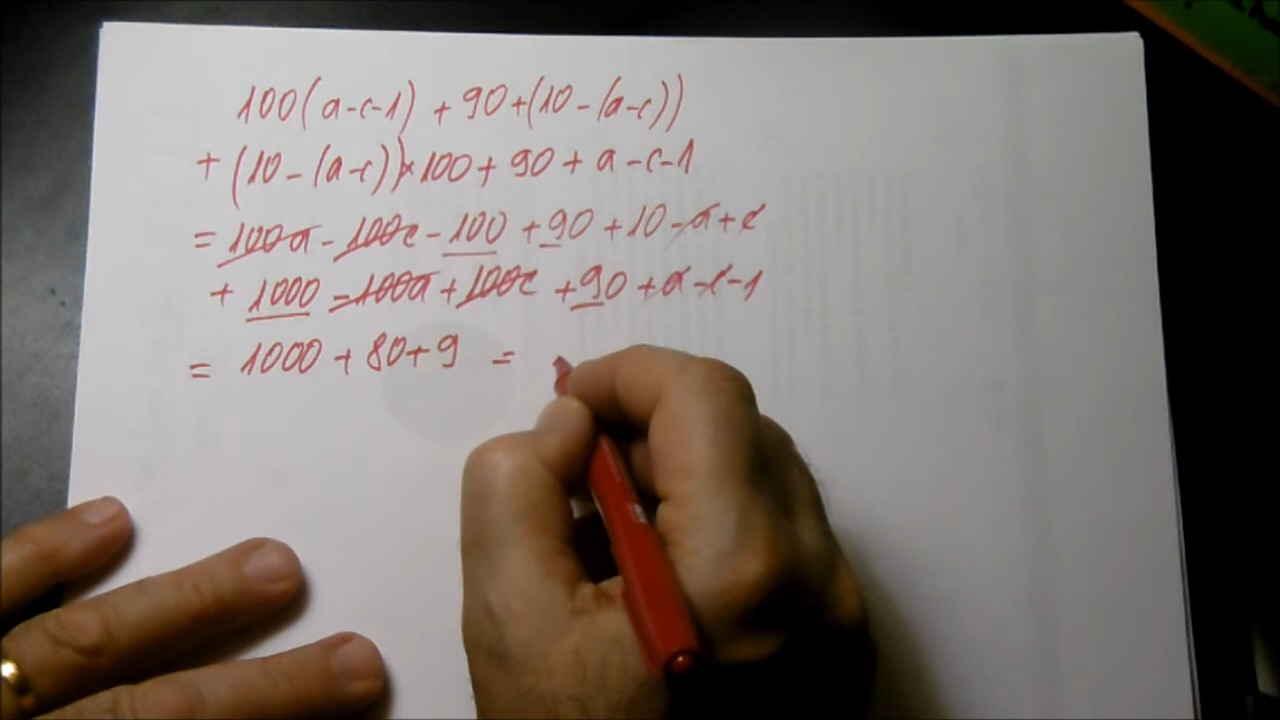 100(a-c-1) + 90 + (10 - (a-c))
+ (10 - (a-c))×100 + 90 + a - c - 1
= 100a - 100c - 100 + 90 + 10 - a + c
+ 1000 - 100a + 100c + 90 + a - c - 1
= 1000 + 80 + 9 =